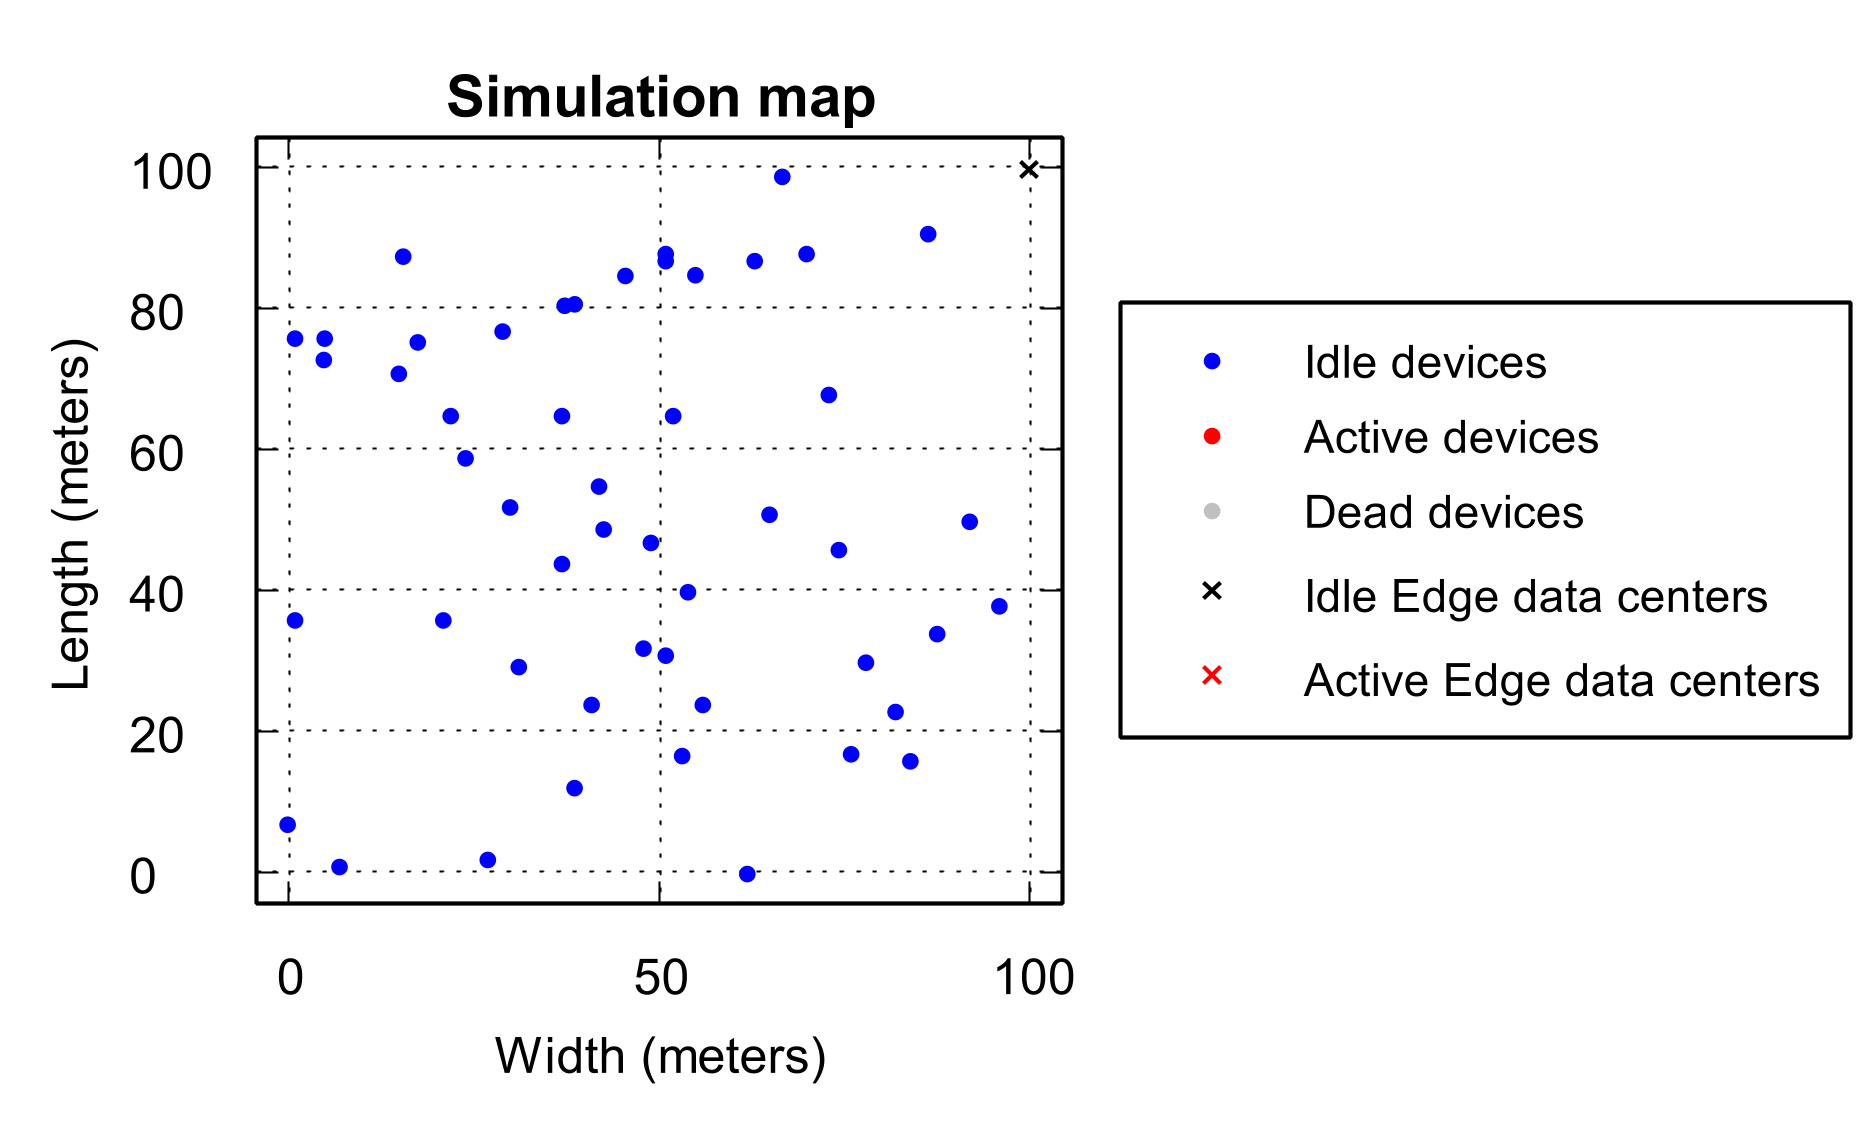 Simulation map
100
80
60
40
20
0
Length (meters)
0 50 100
Width (meters)
Idle devices
Active devices
Dead devices
Idle Edge data centers
Active Edge data centers